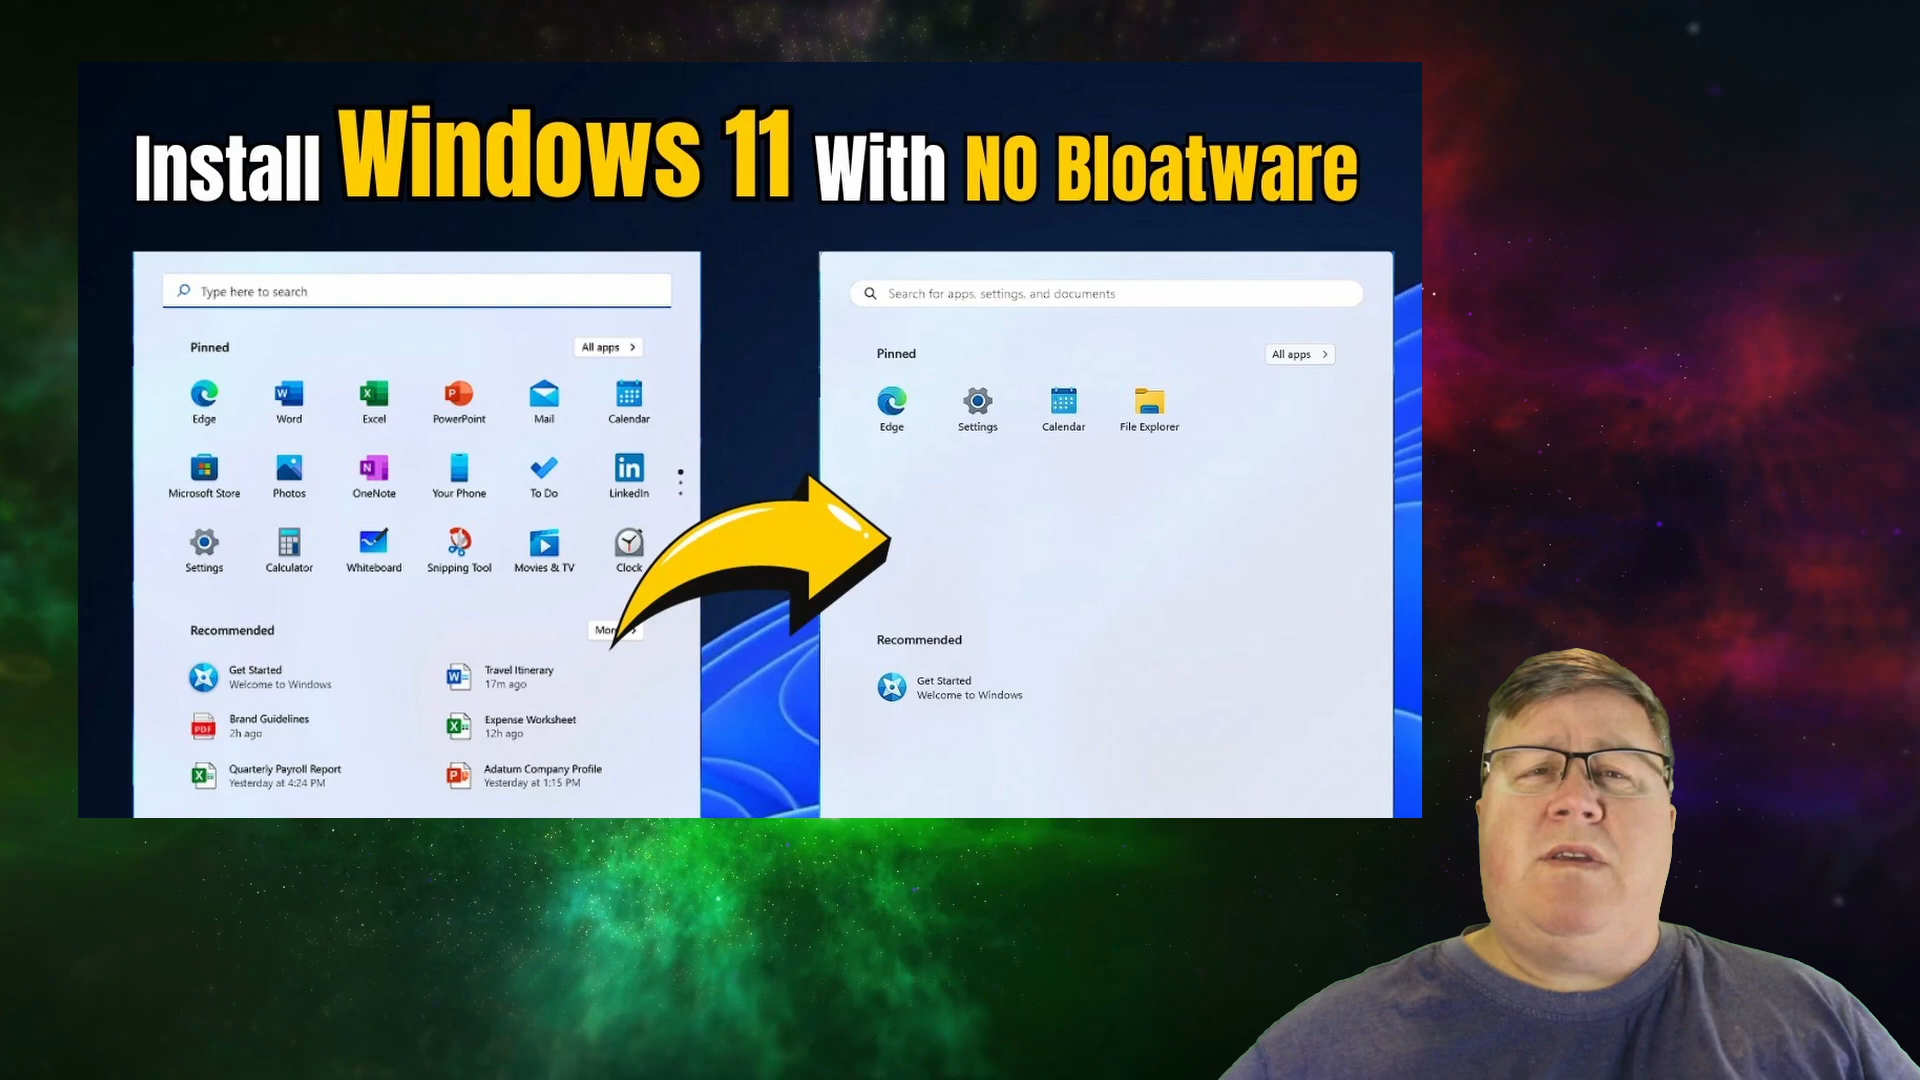 Install Windows 11 With NO Bloatware
Type here to search
Pinned
All apps
Edge
Word
Excel
PowerPoint
Mail
Calendar
Microsoft Store
Photos
OneNote
Your Phone
To Do
LinkedIn
Settings
Calculator
Whiteboard
Snipping Tool
Movies & TV
Clock
Recommended
Mor
Get Started
Welcome to Windows
Travel Itinerary
17m ago
Brand Guidelines
2h ago
Expense Worksheet
12h ago
Quarterly Payroll Report
Yesterday at 4:24 PM
Adatum Company Profile
Yesterday at 1:15 PM
Search for apps, settings, and documents
Pinned
All apps
Edge
Settings
Calendar
File Explorer
Recommended
Get Started
Welcome to Windows